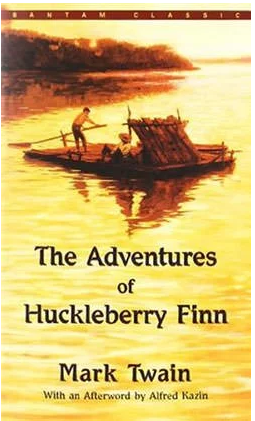 BANTAM CLASSIC
The Adventures
of
Huckleberry Finn
Mark Twain
With an Afterword by Alfred Kazin